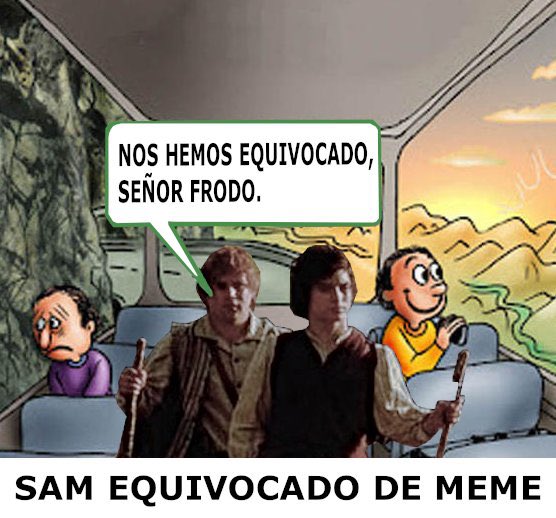 NOS HEMOS EQUIVOCADO,
SEÑOR FRODO.
SAM EQUIVOCADO DE MEME